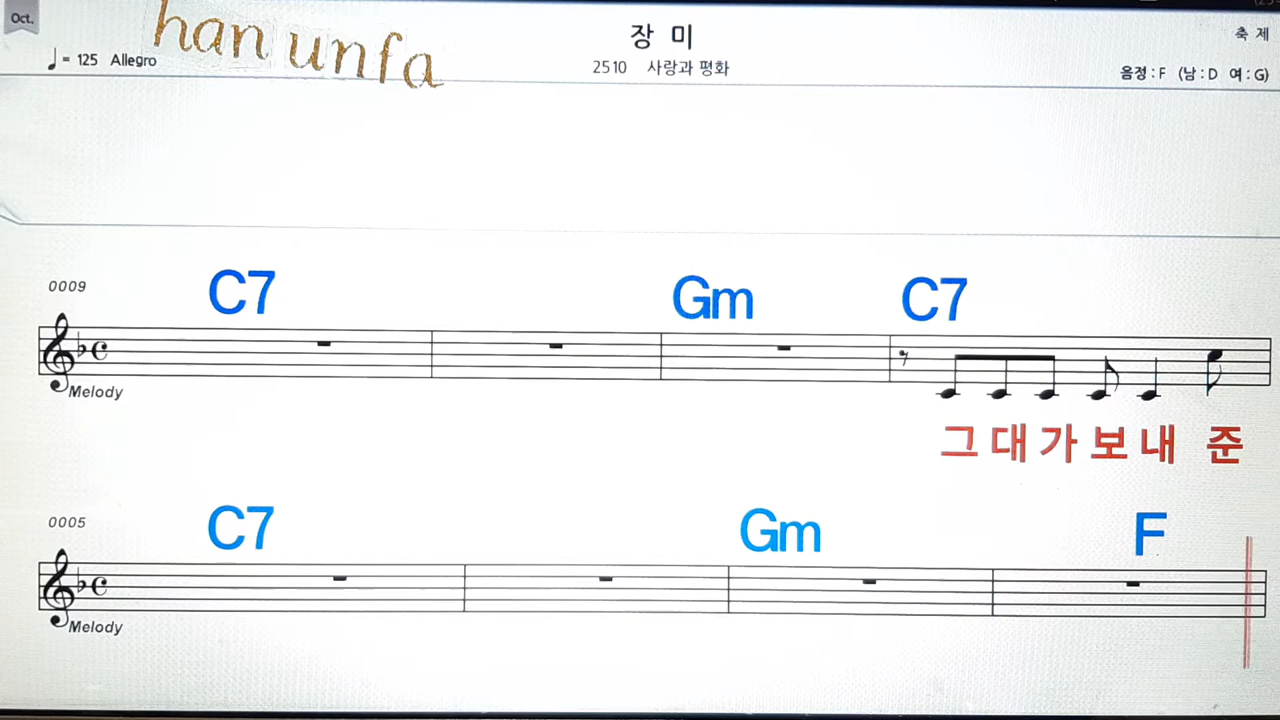 Oct.
han unfa
장 미
축 제
♩ = 125 Allegro
2510 사랑과 평화
음정 : F (남 : D 여 : G)
0009
C7 Gm C7
Melody
그 대 가 보 내 준
0005
C7 Gm F
Melody